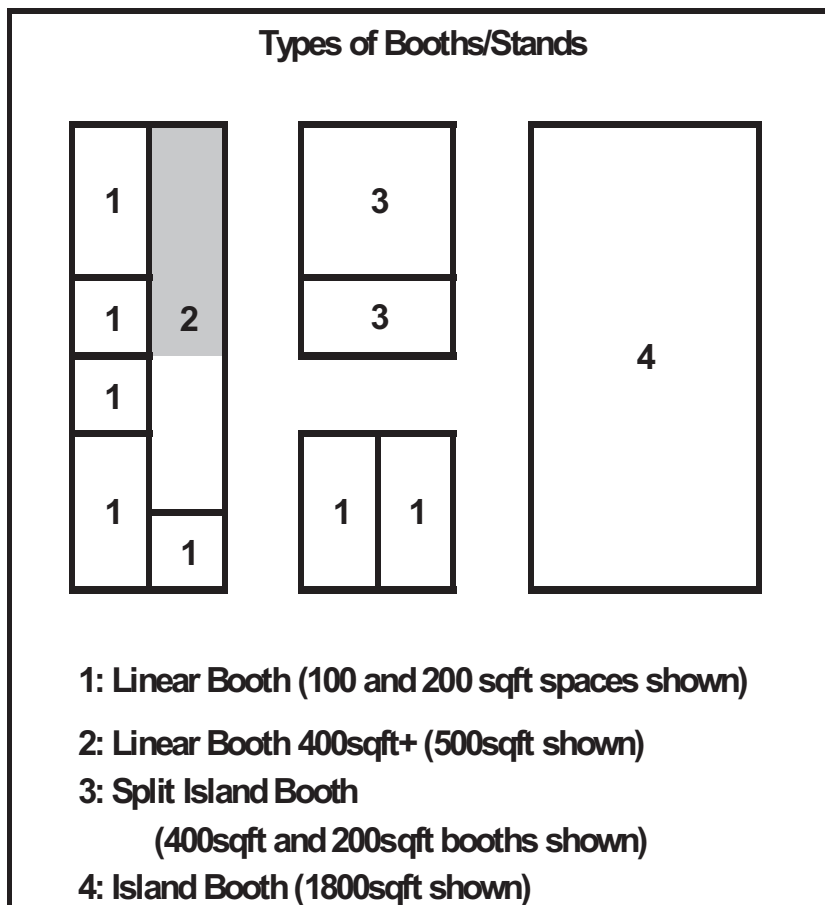 Types of Booths/Stands
1
3
1
2
3
4
1
1
1
1
1
1: Linear Booth (100 and 200 sqft spaces shown)
2: Linear Booth 400sqft+ (500sqft shown)
3: Split Island Booth
(400sqft and 200sqft booths shown)
4: Island Booth (1800sqft shown)